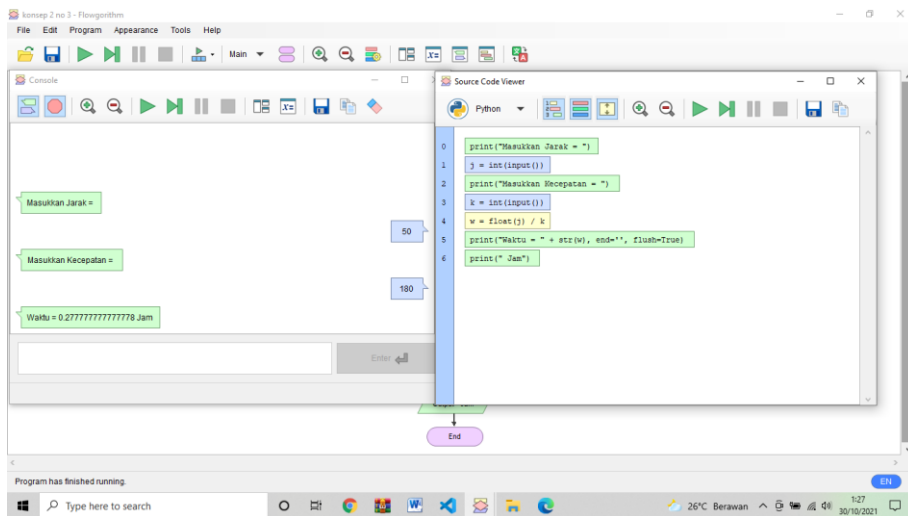 konsep 2 no 3 - Flowgorithm
File Edit Program Appearance Tools Help
Main
Console
Masukkan Jarak =
50
Masukkan Kecepatan =
180
Waktu = 0.277777777777778 Jam
Enter
Source Code Viewer
Python
0 print("Masukkan Jarak = ")
1 j = int(input())
2 print("Masukkan Kecepatan = ")
3 k = int(input())
4 w = float(j) / k
5 print("Waktu = " + str(w), end='', flush=True)
6 print(" Jam")
End
Program has finished running.
EN
Type here to search
26°C Berawan
1:27
30/10/2021